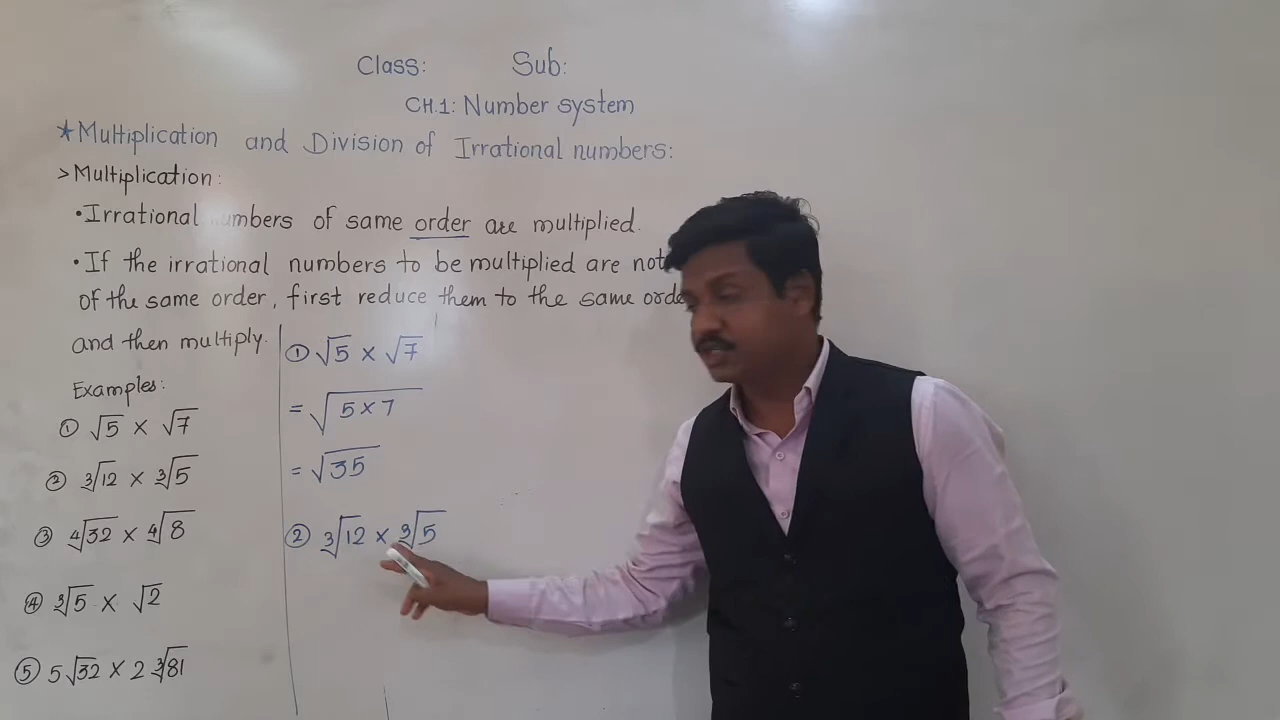 Class: Sub:
CH.1: Number system
★Multiplication and Division of Irrational numbers:
>Multiplication:
•Irrational numbers of same order are multiplied.
•If the irrational numbers to be multiplied are not
of the same order, first reduce them to the same orde
and then multiply.
Examples:
① √5 × √7
② ∛12 × ∛5
③ ∜32 × ∜8
④ ∛5 × √2
⑤ 5√32 × 2∛81
① √5 × √7
= √5×7
= √35
② ∛12 × ∛5